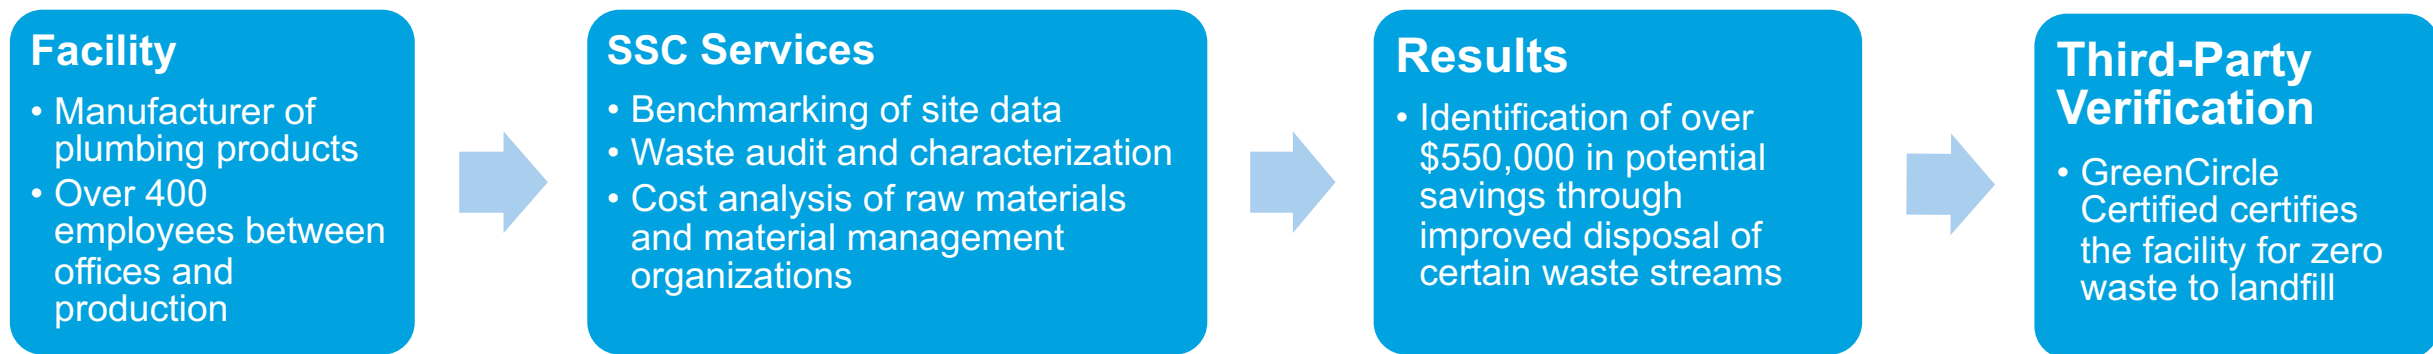 Facility
• Manufacturer of
plumbing products
• Over 400
employees between
offices and
production
SSC Services
• Benchmarking of site data
• Waste audit and characterization
• Cost analysis of raw materials
and material management
organizations
Results
• Identification of over
$550,000 in potential
savings through
improved disposal of
certain waste streams
Third-Party
Verification
• GreenCircle
Certified certifies
the facility for zero
waste to landfill